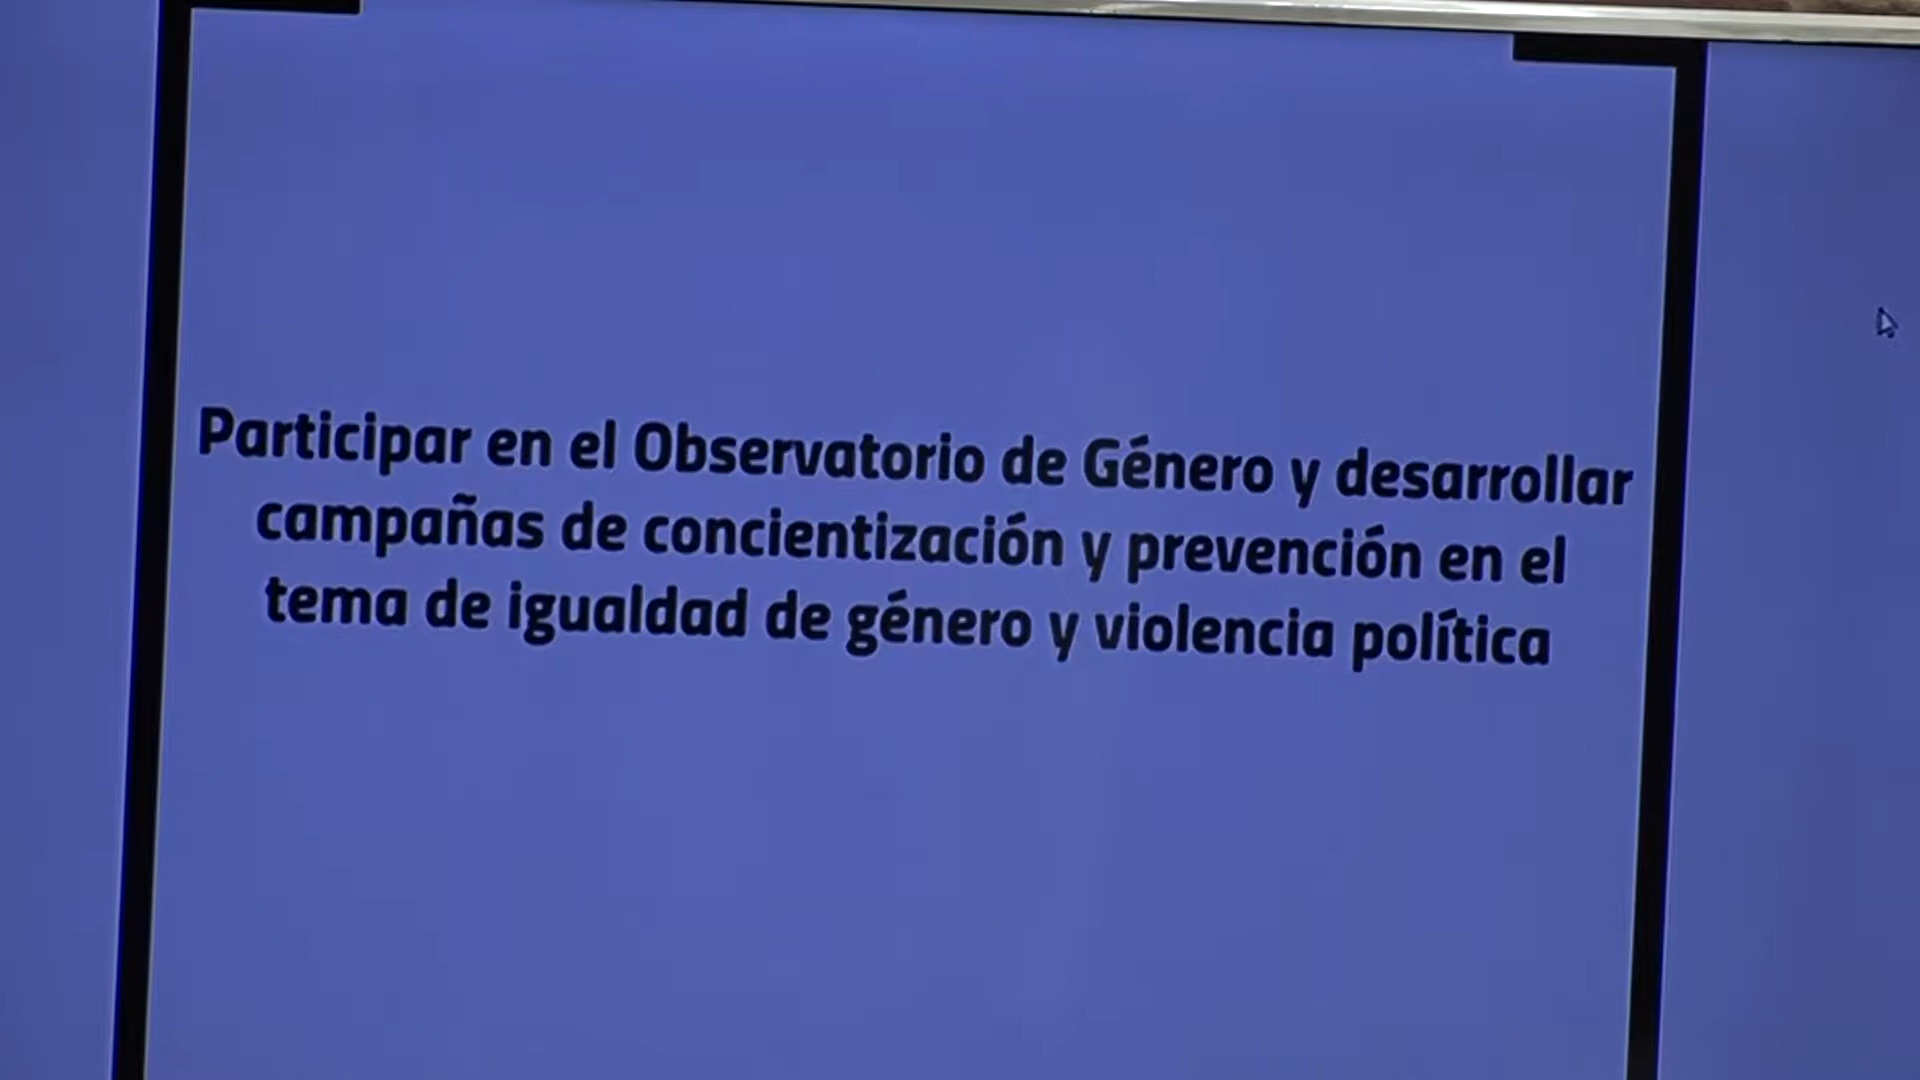 Participar en el Observatorio de Género y desarrollar
campañas de concientización y prevención en el
tema de igualdad de género y violencia política